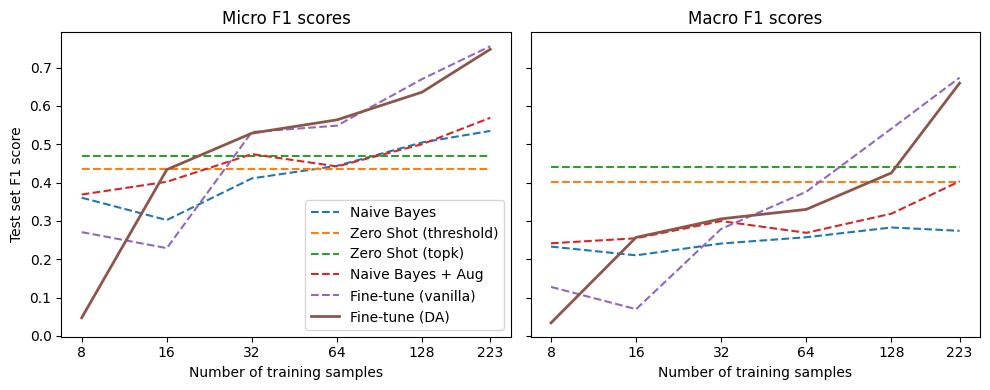 Micro F1 scores
Macro F1 scores
Test set F1 score
0.7
0.6
0.5
0.4
0.3
0.2
0.1
0.0
Naive Bayes
Zero Shot (threshold)
Zero Shot (topk)
Naive Bayes + Aug
Fine-tune (vanilla)
Fine-tune (DA)
8 16 32 64 128 223
8 16 32 64 128 223
Number of training samples
Number of training samples